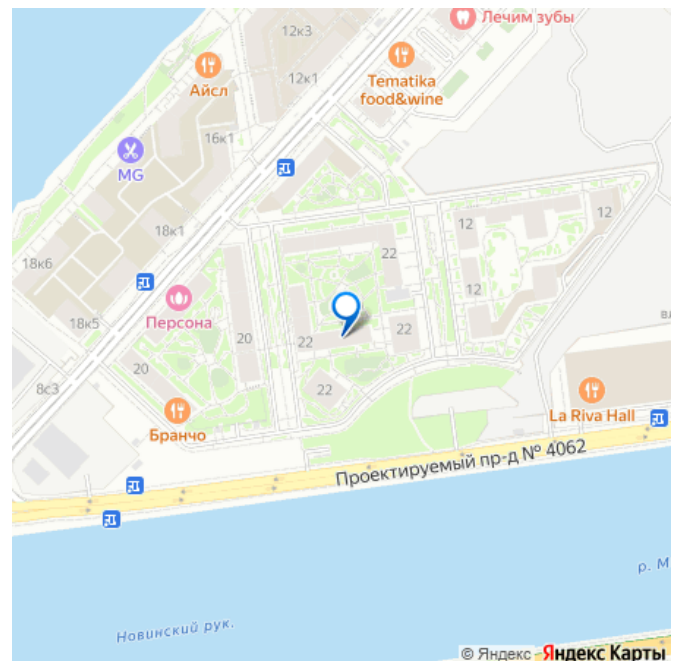 Лечим зубы
12к3
Айсл
12к1
Tematika
food&wine
16к1
MG
12
12
18к1
22
18к6
12
Персона
18к5
22
20
22
20
22
8с3
La Riva Hall
Бранчо
Проектируемый пр-д № 4062
р. М
Новинский рук.
© Яндекс Яндекс Карты